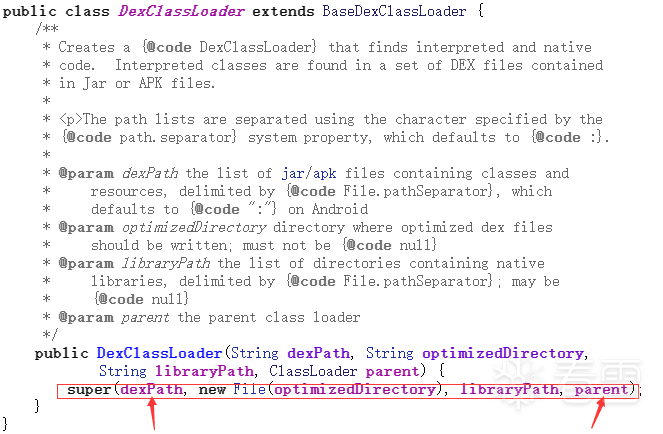 public class DexClassLoader extends BaseDexClassLoader {
/**
* Creates a {@code DexClassLoader} that finds interpreted and native
* code.  Interpreted classes are found in a set of DEX files contained
* in Jar or APK files.
*
* <p>The path lists are separated using the character specified by the
* {@code path.separator} system property, which defaults to {@code :}.
*
* @param dexPath the list of jar/apk files containing classes and
*     resources, delimited by {@code File.pathSeparator}, which
*     defaults to {@code ":"} on Android
* @param optimizedDirectory directory where optimized dex files
*     should be written; must not be {@code null}
* @param libraryPath the list of directories containing native
*     libraries, delimited by {@code File.pathSeparator}; may be
*     {@code null}
* @param parent the parent class loader
*/
public DexClassLoader(String dexPath, String optimizedDirectory,
String libraryPath, ClassLoader parent) {
super(dexPath, new File(optimizedDirectory), libraryPath, parent);
}
}
看雪